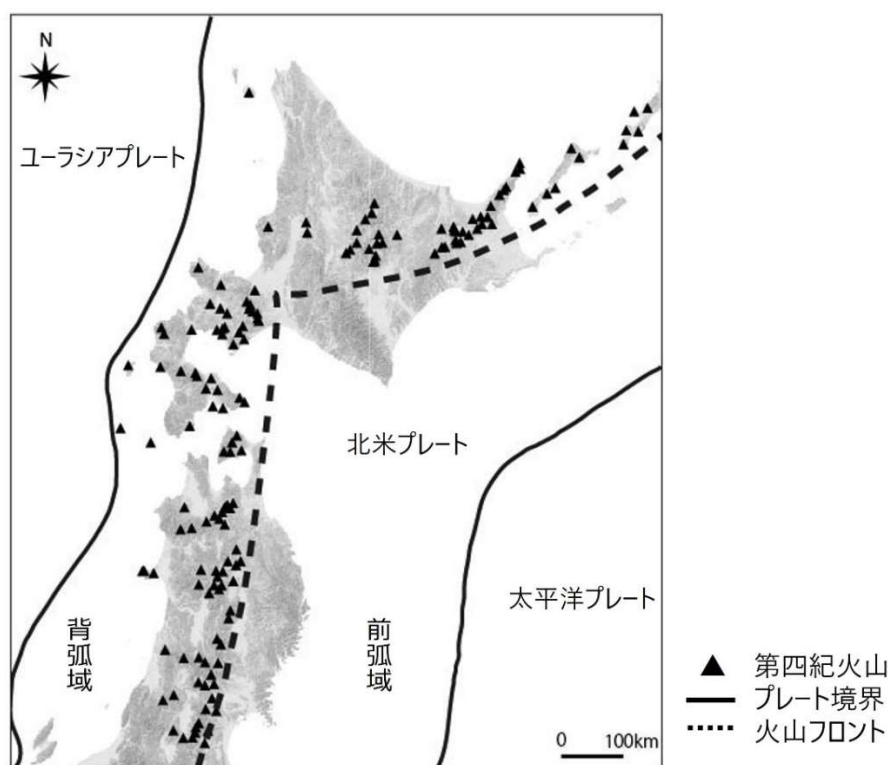 N
ユーラシアプレート
北米プレート
太平洋プレート
背弧域
前弧域
0 100km
第四紀火山
プレート境界
火山フロント